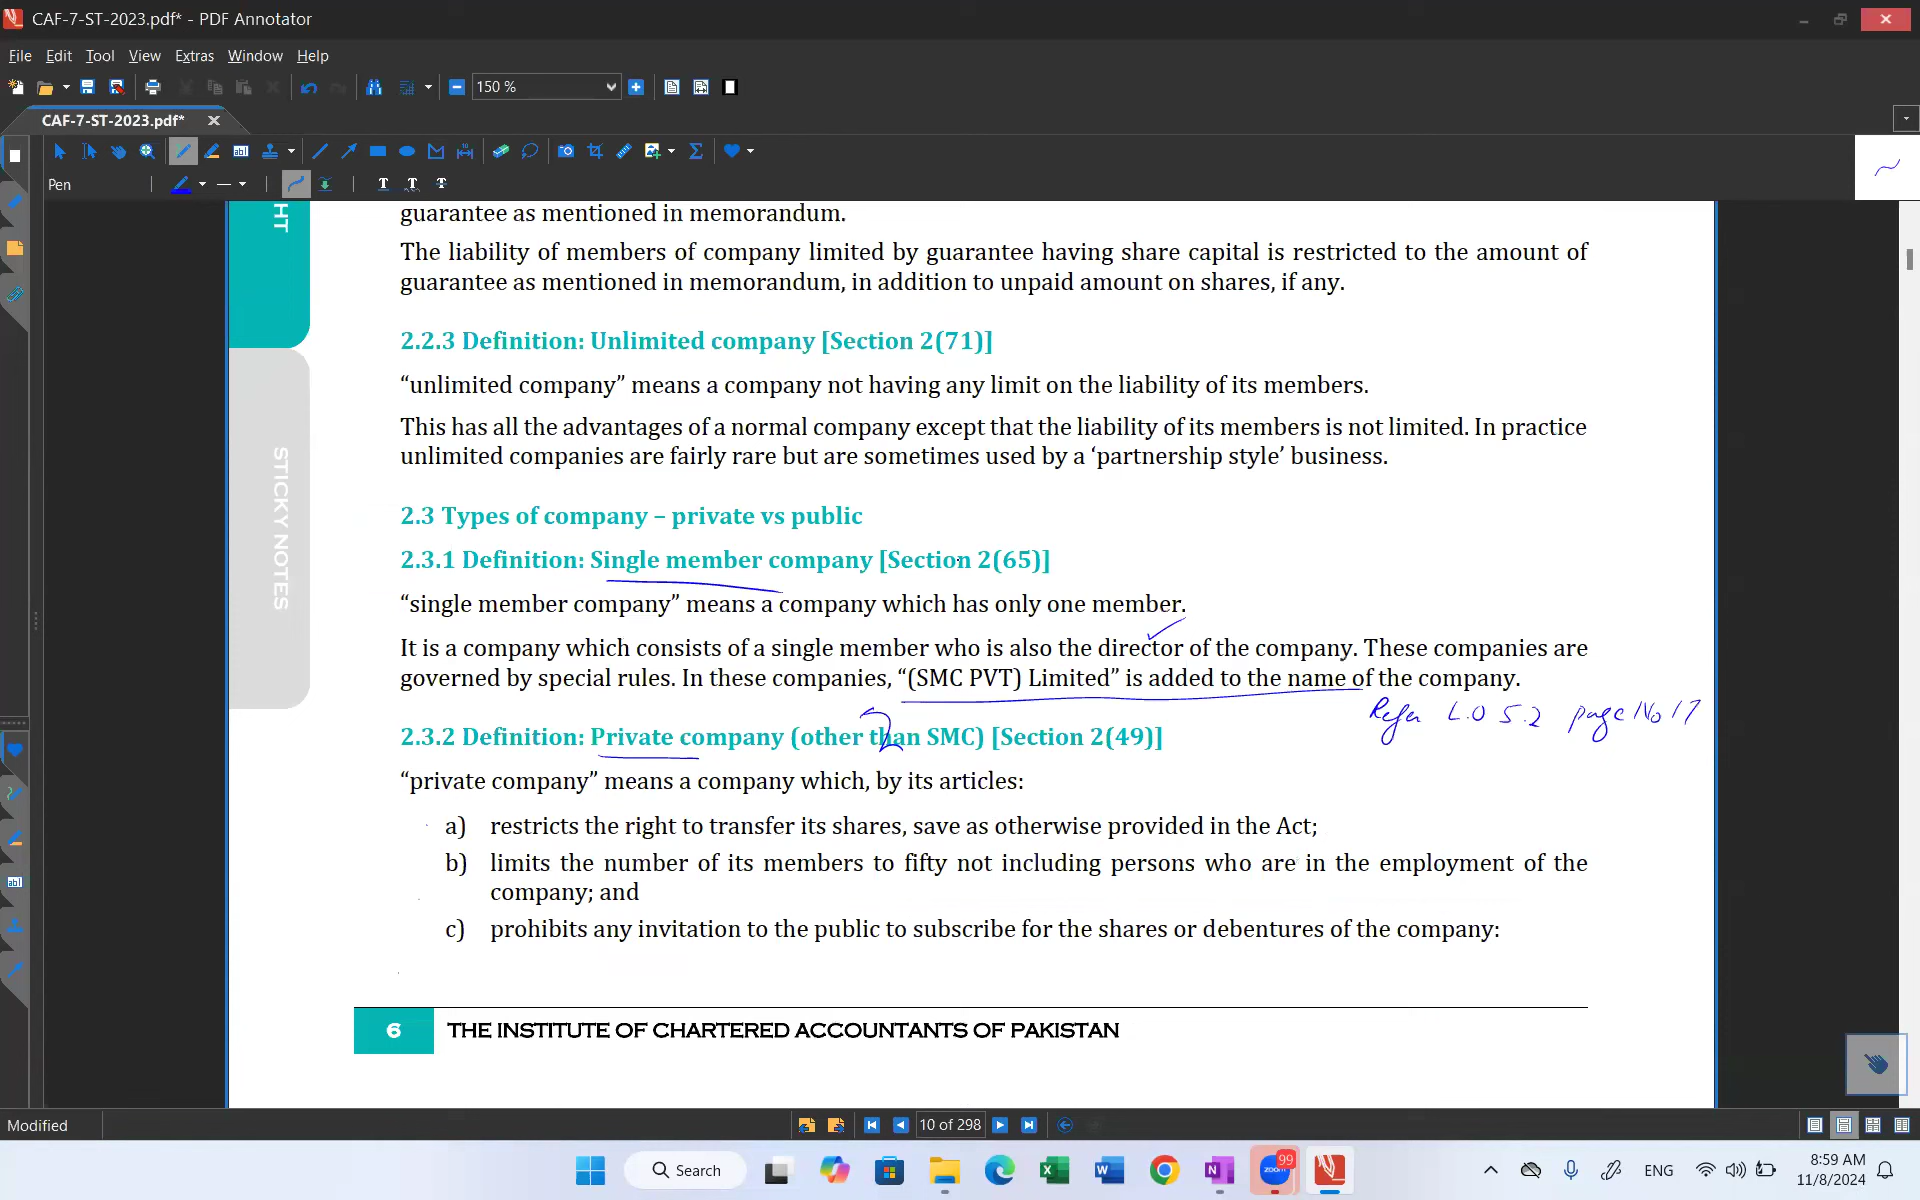 CAF-7-ST-2023.pdf* - PDF Annotator
File Edit Tool View Extras Window Help
150 %
CAF-7-ST-2023.pdf*
Pen
HT
STICKY NOTES
guarantee as mentioned in memorandum.
The liability of members of company limited by guarantee having share capital is restricted to the amount of
guarantee as mentioned in memorandum, in addition to unpaid amount on shares, if any.
2.2.3 Definition: Unlimited company [Section 2(71)]
“unlimited company” means a company not having any limit on the liability of its members.
This has all the advantages of a normal company except that the liability of its members is not limited. In practice
unlimited companies are fairly rare but are sometimes used by a ‘partnership style’ business.
2.3 Types of company – private vs public
2.3.1 Definition: Single member company [Section 2(65)]
“single member company” means a company which has only one member.
It is a company which consists of a single member who is also the director of the company. These companies are
governed by special rules. In these companies, “(SMC PVT) Limited” is added to the name of the company.
Refer L.O 5.2 page No 17
2
2.3.2 Definition: Private company (other than SMC) [Section 2(49)]
“private company” means a company which, by its articles:
a) restricts the right to transfer its shares, save as otherwise provided in the Act;
b) limits the number of its members to fifty not including persons who are in the employment of the
company; and
c) prohibits any invitation to the public to subscribe for the shares or debentures of the company:
6 THE INSTITUTE OF CHARTERED ACCOUNTANTS OF PAKISTAN
Modified
10 of 298
Search
zoom
99
ENG
8:59 AM
11/8/2024